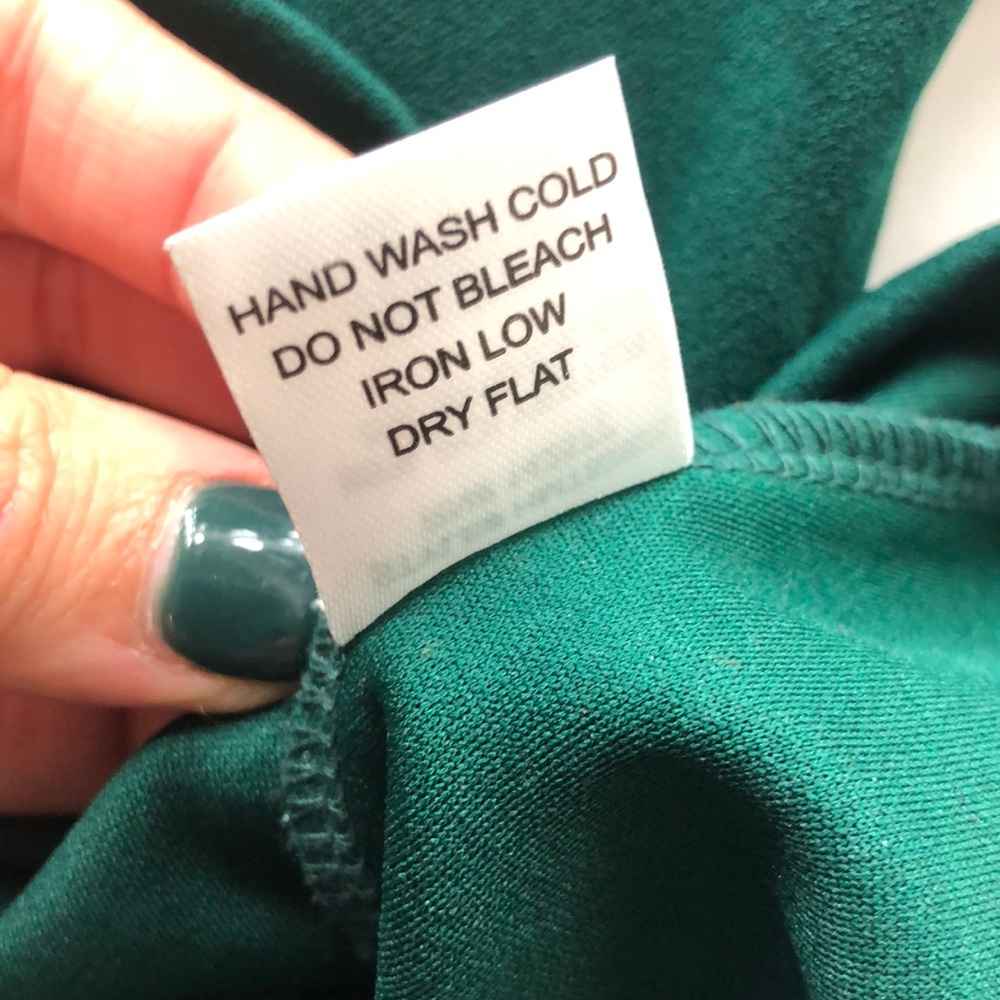 HAND WASH COLD
DO NOT BLEACH
IRON LOW
DRY FLAT